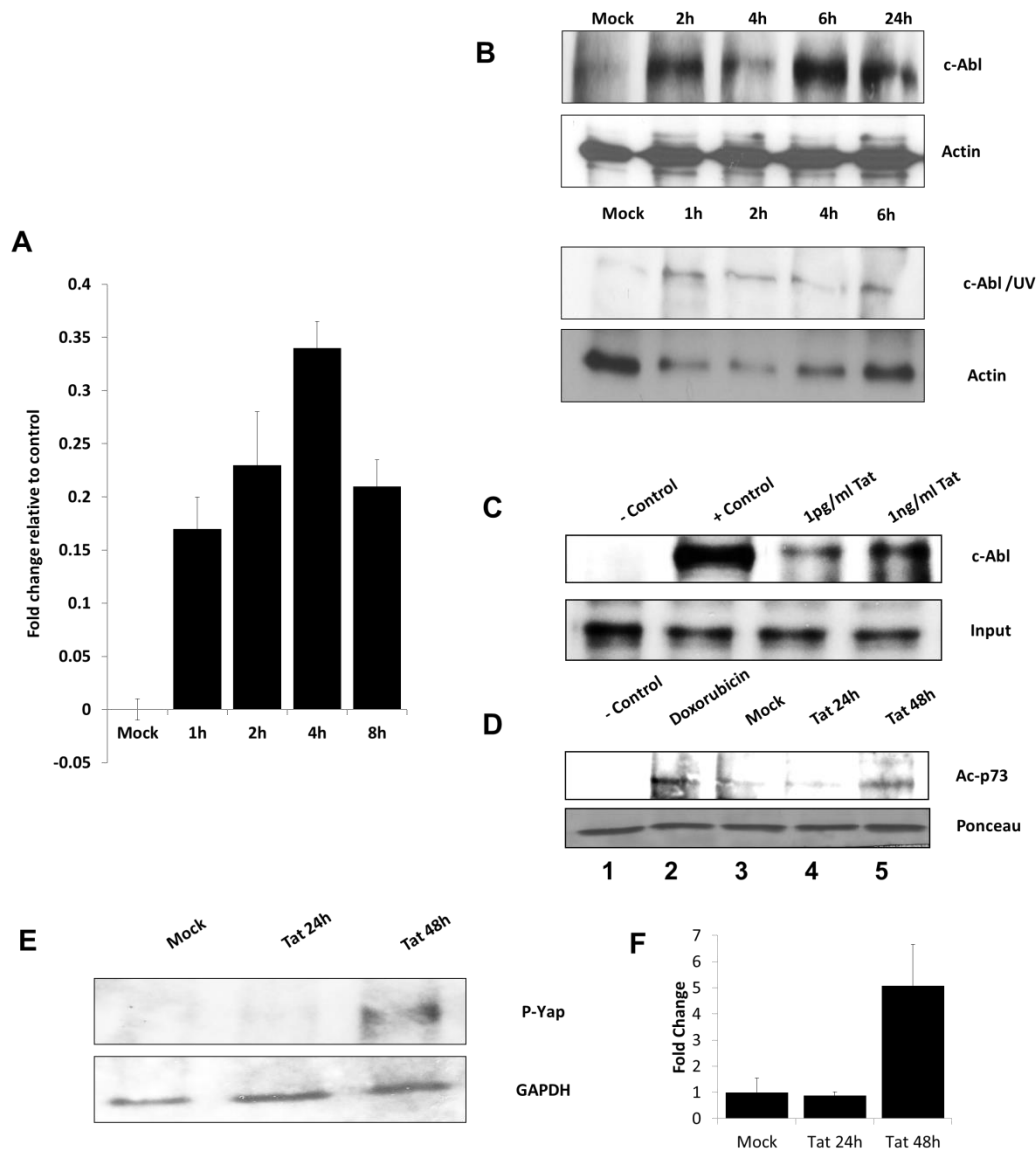 A
Fold change relative to control
0.4
0.35
0.3
0.25
0.2
0.15
0.1
0.05
0
-0.05
Mock 1h 2h 4h 8h
B
Mock 2h 4h 6h 24h
c-Abl
Actin
Mock 1h 2h 4h 6h
c-Abl /UV
Actin
C
- Control + Control 1pg/ml Tat 1ng/ml Tat
c-Abl
Input
D
- Control Doxorubicin Mock Tat 24h Tat 48h
Ac-p73
Ponceau
1 2 3 4 5
E
Mock Tat 24h Tat 48h
P-Yap
GAPDH
F
Fold Change
7
6
5
4
3
2
1
0
Mock Tat 24h Tat 48h